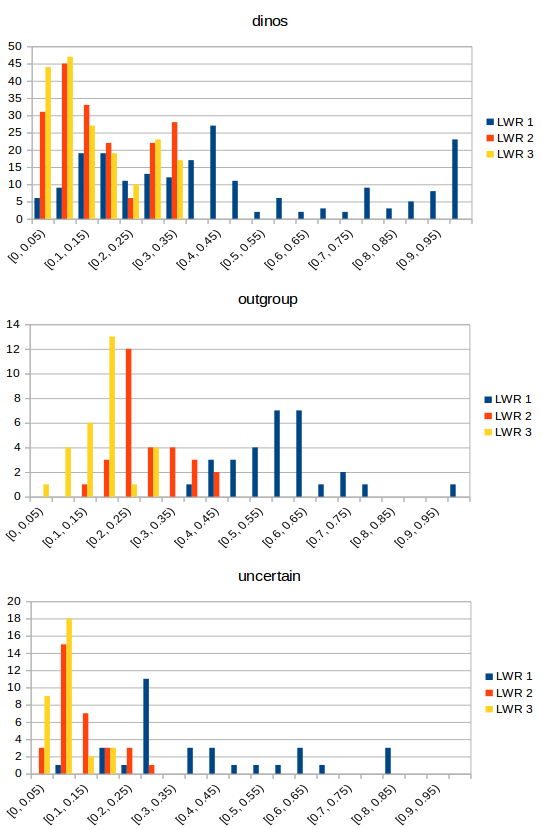 dinos
50
45
40
35
30
25
20
15
10
5
0
LWR 1
LWR 2
LWR 3
[0, 0.05) [0.1, 0.15) [0.2, 0.25) [0.3, 0.35) [0.4, 0.45) [0.5, 0.55) [0.6, 0.65) [0.7, 0.75) [0.8, 0.85) [0.9, 0.95)
outgroup
14
12
10
8
6
4
2
0
LWR 1
LWR 2
LWR 3
[0, 0.05) [0.1, 0.15) [0.2, 0.25) [0.3, 0.35) [0.4, 0.45) [0.5, 0.55) [0.6, 0.65) [0.7, 0.75) [0.8, 0.85) [0.9, 0.95)
uncertain
20
18
16
14
12
10
8
6
4
2
0
LWR 1
LWR 2
LWR 3
[0, 0.05) [0.1, 0.15) [0.2, 0.25) [0.3, 0.35) [0.4, 0.45) [0.5, 0.55) [0.6, 0.65) [0.7, 0.75) [0.8, 0.85) [0.9, 0.95)